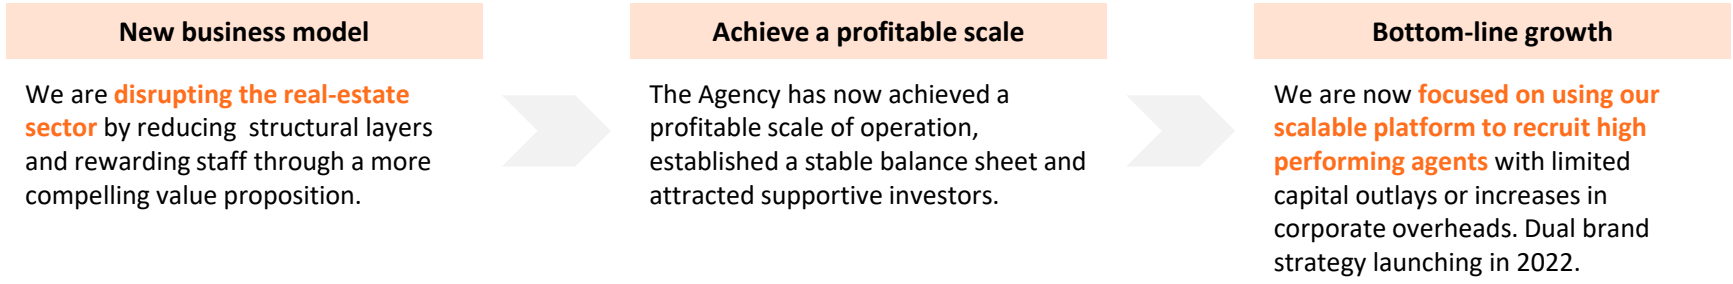 New business model
We are disrupting the real-estate
sector by reducing  structural layers
and rewarding staff through a more
compelling value proposition.
Achieve a profitable scale
The Agency has now achieved a
profitable scale of operation,
established a stable balance sheet and
attracted supportive investors.
Bottom-line growth
We are now focused on using our
scalable platform to recruit high
performing agents with limited
capital outlays or increases in
corporate overheads. Dual brand
strategy launching in 2022.